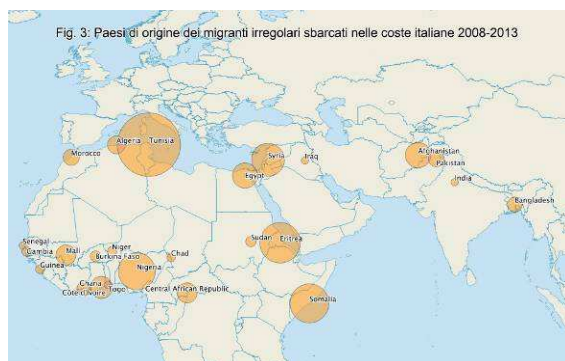 Fig. 3: Paesi di origine dei migranti irregolari sbarcati nelle coste italiane 2008-2013
Algeria
Tunisia
Morocco
Syria
Iraq
Afghanistan
Pakistan
Egypt
India
Bangladesh
Senegal
Gambia
Mali
Niger
Burkina Faso
Chad
Sudan
Eritrea
Guinea
Nigeria
Ghana
Togo
Côte d'Ivoire
Central African Republic
Somalia